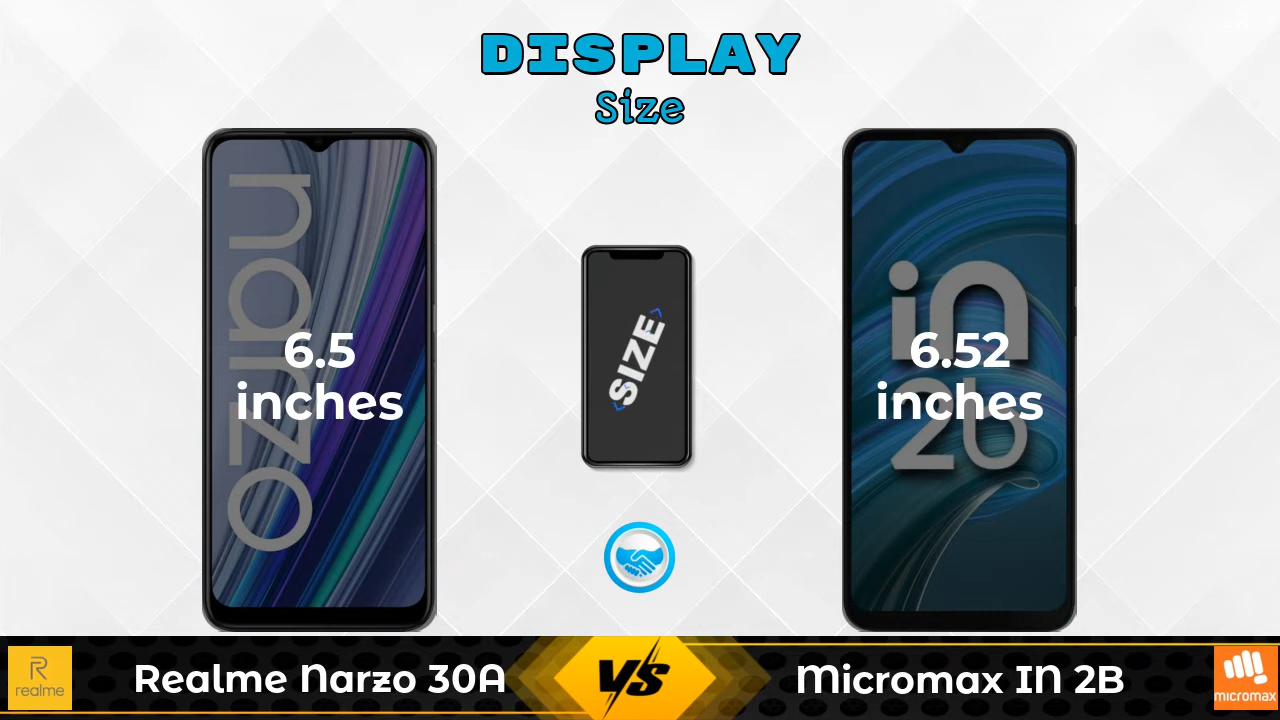 DISPLAY
Size
narzo
6.5
inches
SIZE
in
2b
6.52
inches
realme
Realme Narzo 30A
VS
Micromax IN 2B
micromax